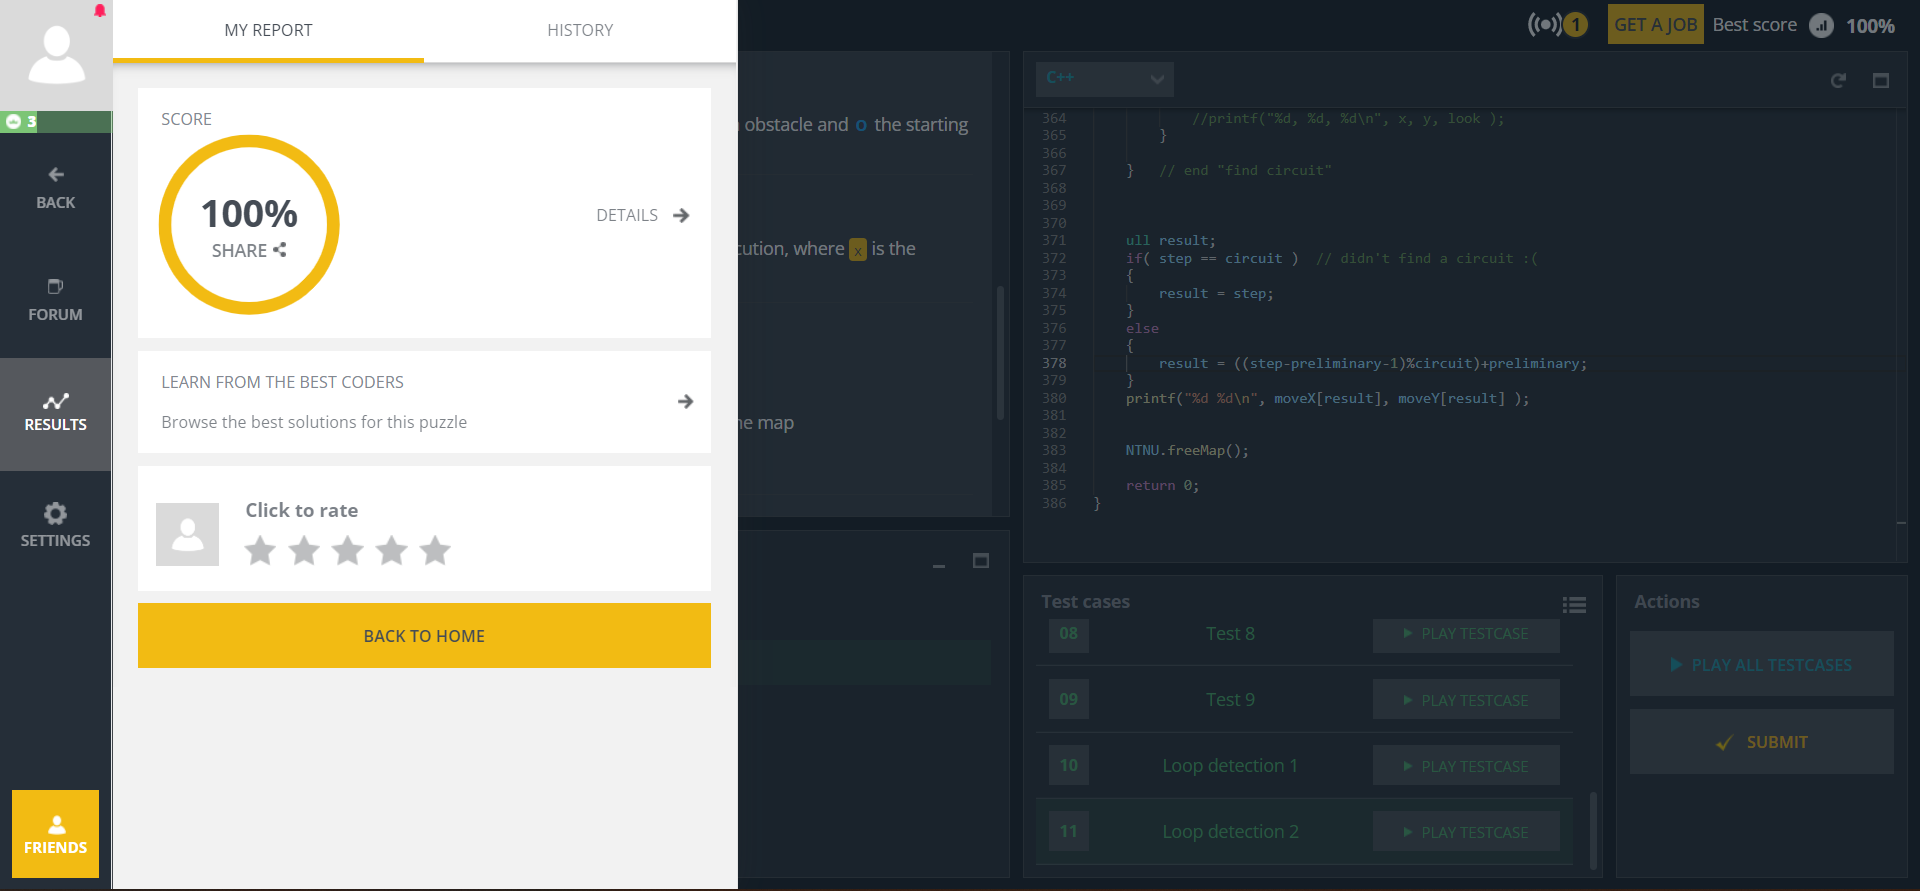 3
BACK
FORUM
RESULTS
SETTINGS
FRIENDS
MY REPORT
HISTORY
SCORE
100%
SHARE
DETAILS
LEARN FROM THE BEST CODERS
Browse the best solutions for this puzzle
Click to rate
BACK TO HOME
obstacle and o the starting
cution, where x is the
he map
1
GET A JOB
Best score
100%
C++
364 //printf("%d, %d, %d\n", x, y, look );
365 }
366
367 } // end "find circuit"
368
369
370
371 ull result;
372 if( step == circuit ) // didn't find a circuit :(
373 {
374 result = step;
375 }
376 else
377 {
378 result = ((step-preliminary-1)%circuit)+preliminary;
379 }
380 printf("%d %d\n", moveX[result], moveY[result] );
381
382
383 NTNU.freeMap();
384
385 return 0;
386 }
Test cases
08 Test 8 PLAY TESTCASE
09 Test 9 PLAY TESTCASE
10 Loop detection 1 PLAY TESTCASE
11 Loop detection 2 PLAY TESTCASE
Actions
PLAY ALL TESTCASES
SUBMIT